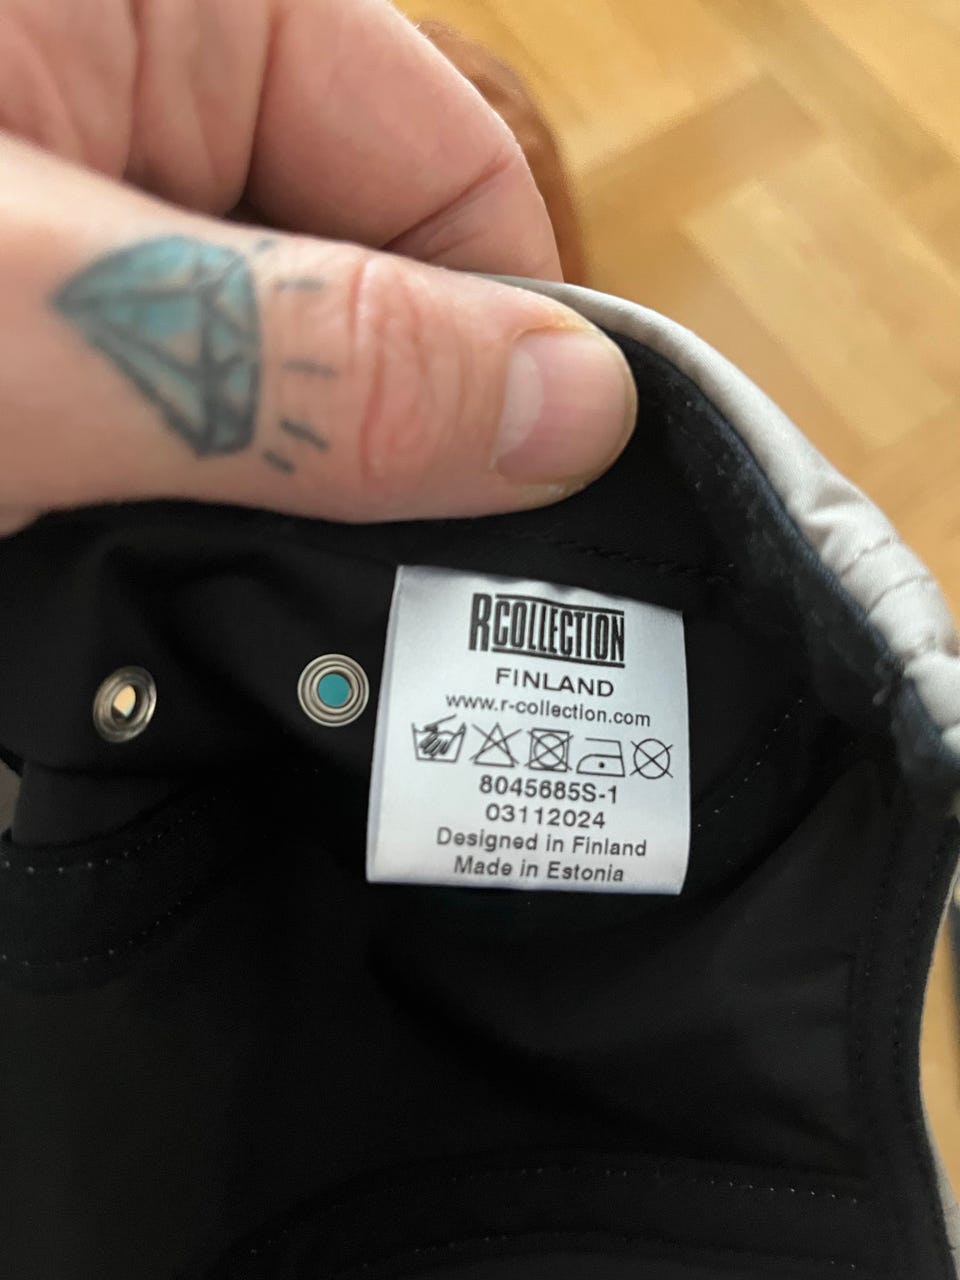 RCOLLECTION
FINLAND
www.r-collection.com
8045685S-1
03112024
Designed in Finland
Made in Estonia